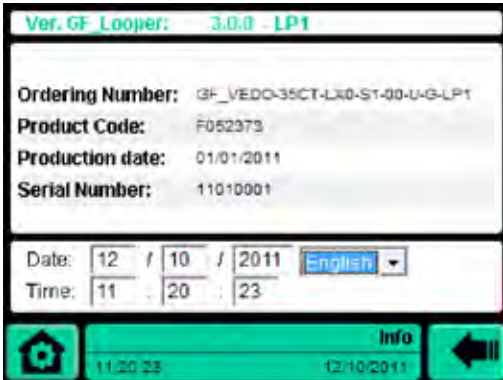 Ver. GF_Looper: 3.0.0 - LP1
Ordering Number: GF_VEDO-35CT-LX0-S1-00-U-G-LP1
Product Code: F052373
Production date: 01/01/2011
Serial Number: 11010001
Date: 12 / 10 / 2011 English
Time: 11 : 20 : 23
Info
11:20:23 12/10/2011